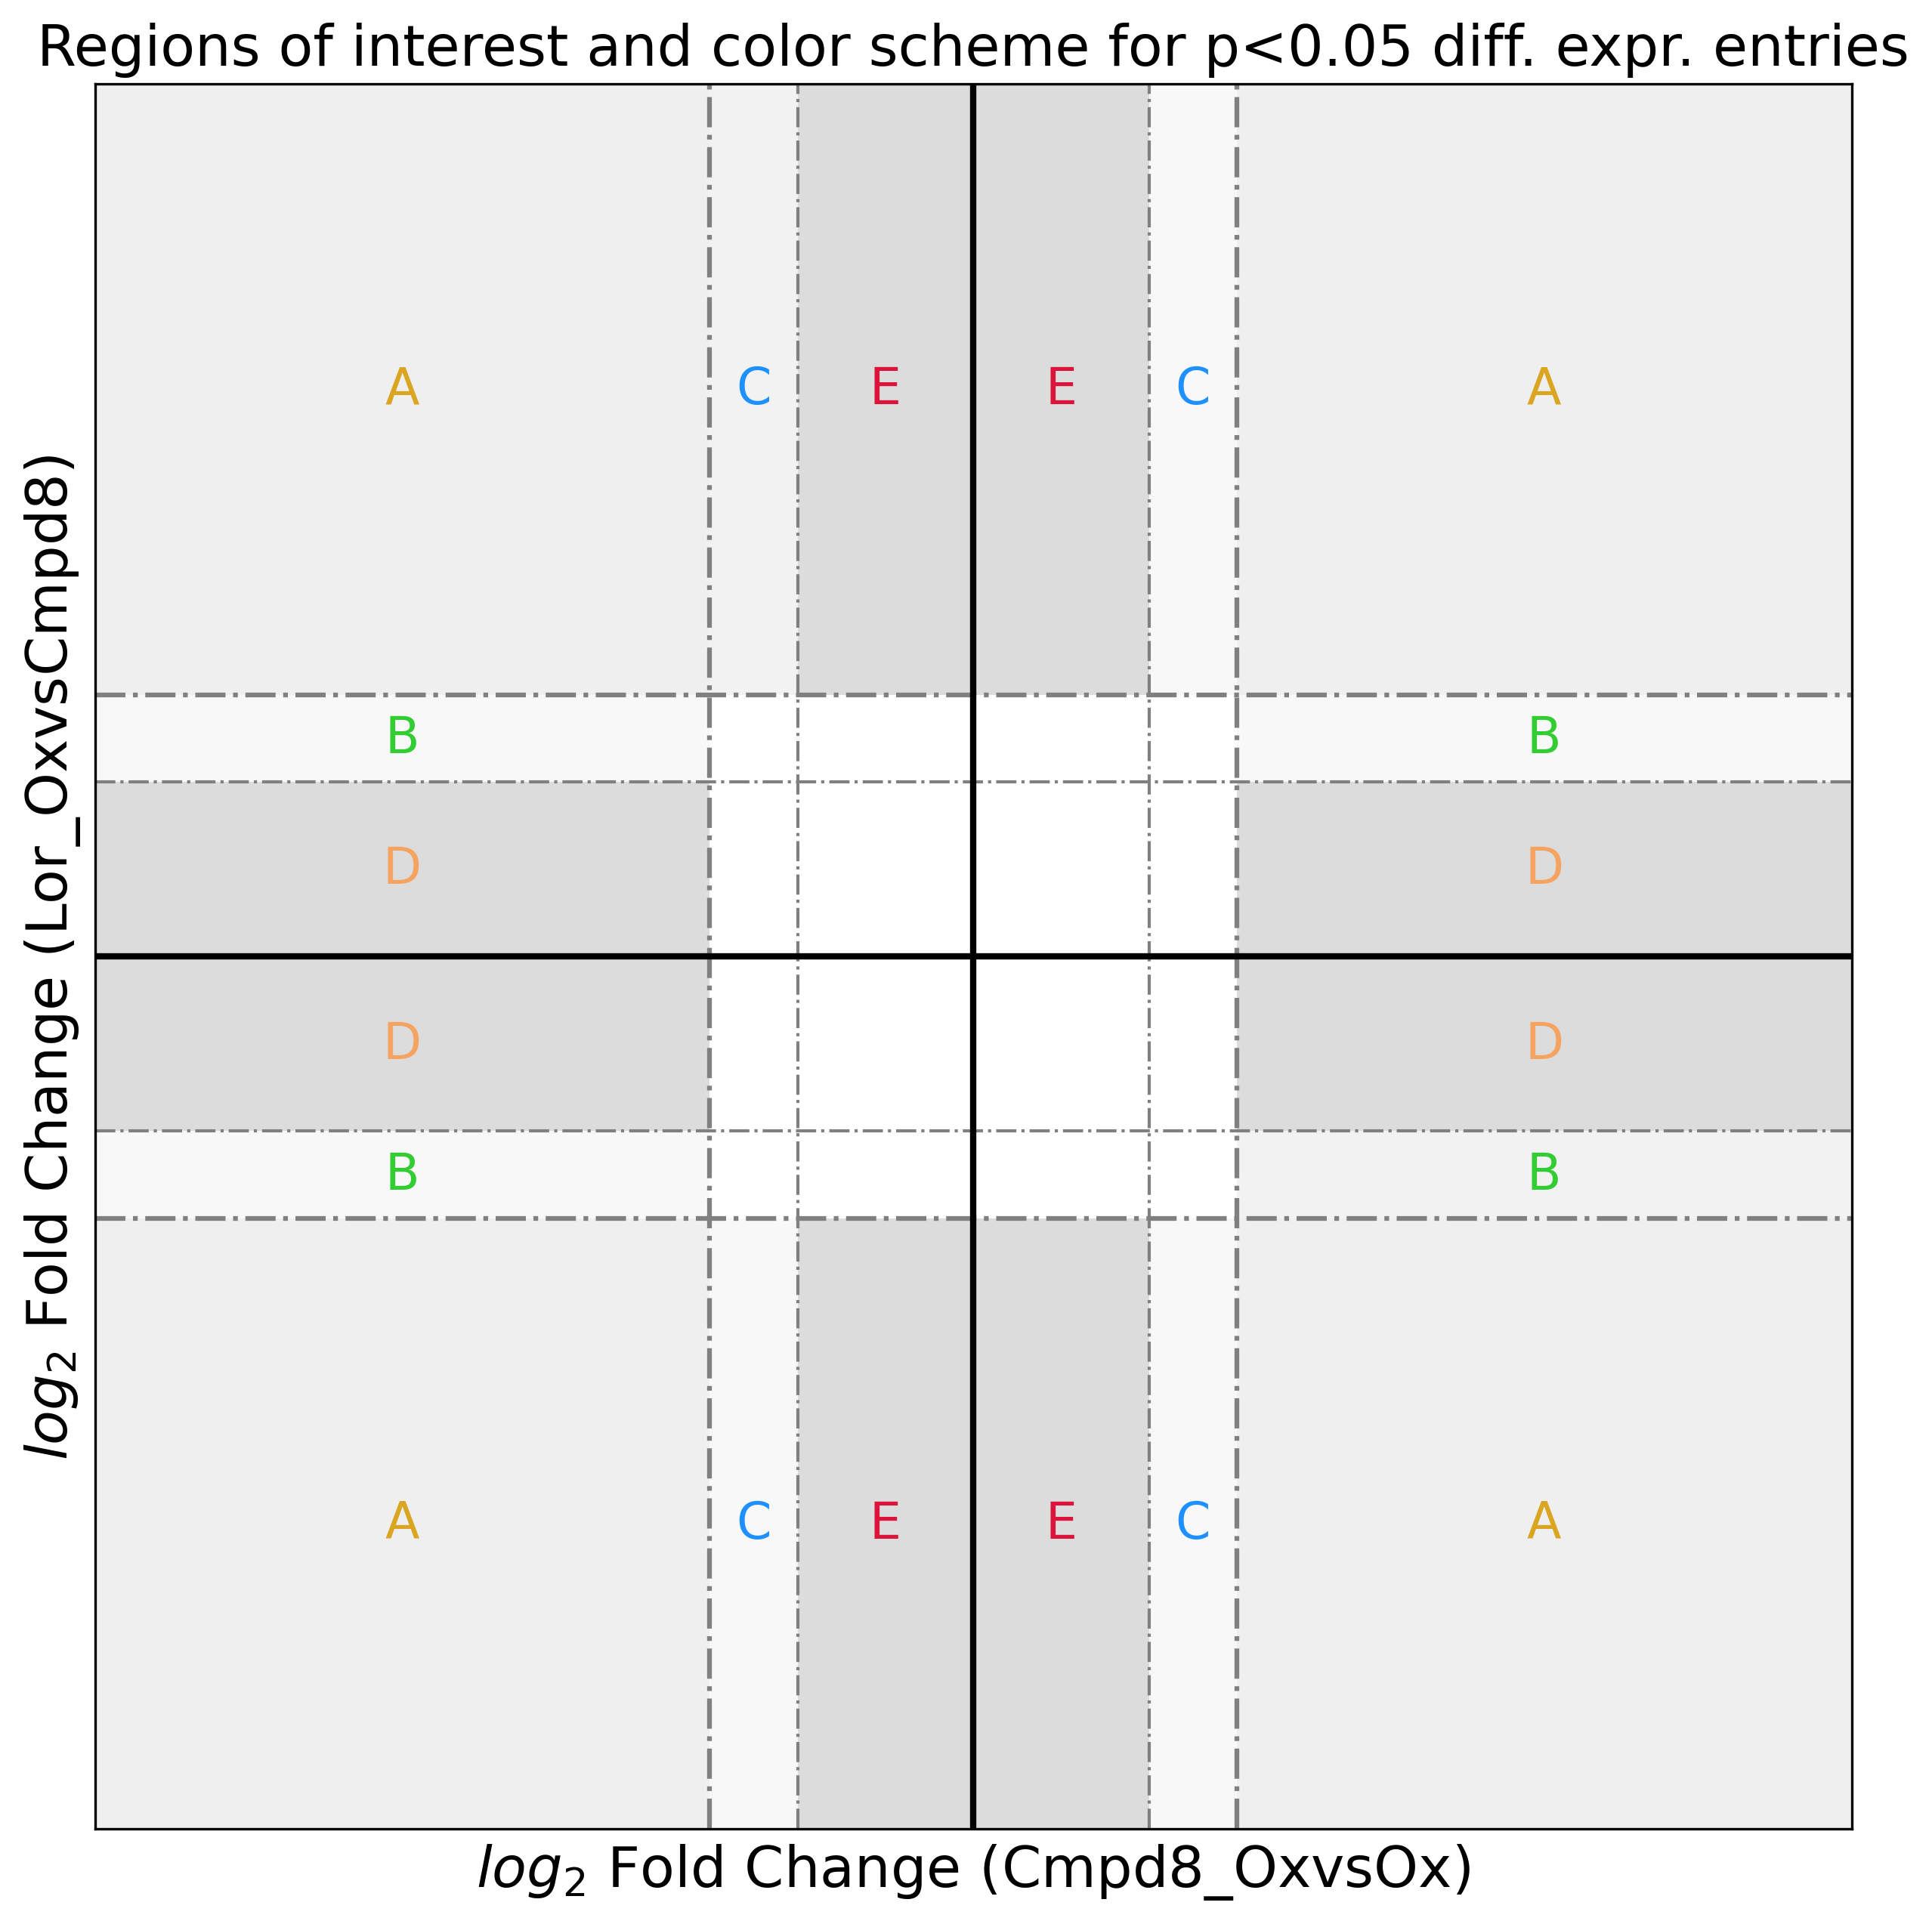 Regions of interest and color scheme for p<0.05 diff. expr. entries
log₂ Fold Change (Lor_OxvsCmpd8)
A C E E C A
B B
D D
D D
B B
A C E E C A
log₂ Fold Change (Cmpd8_OxvsOx)